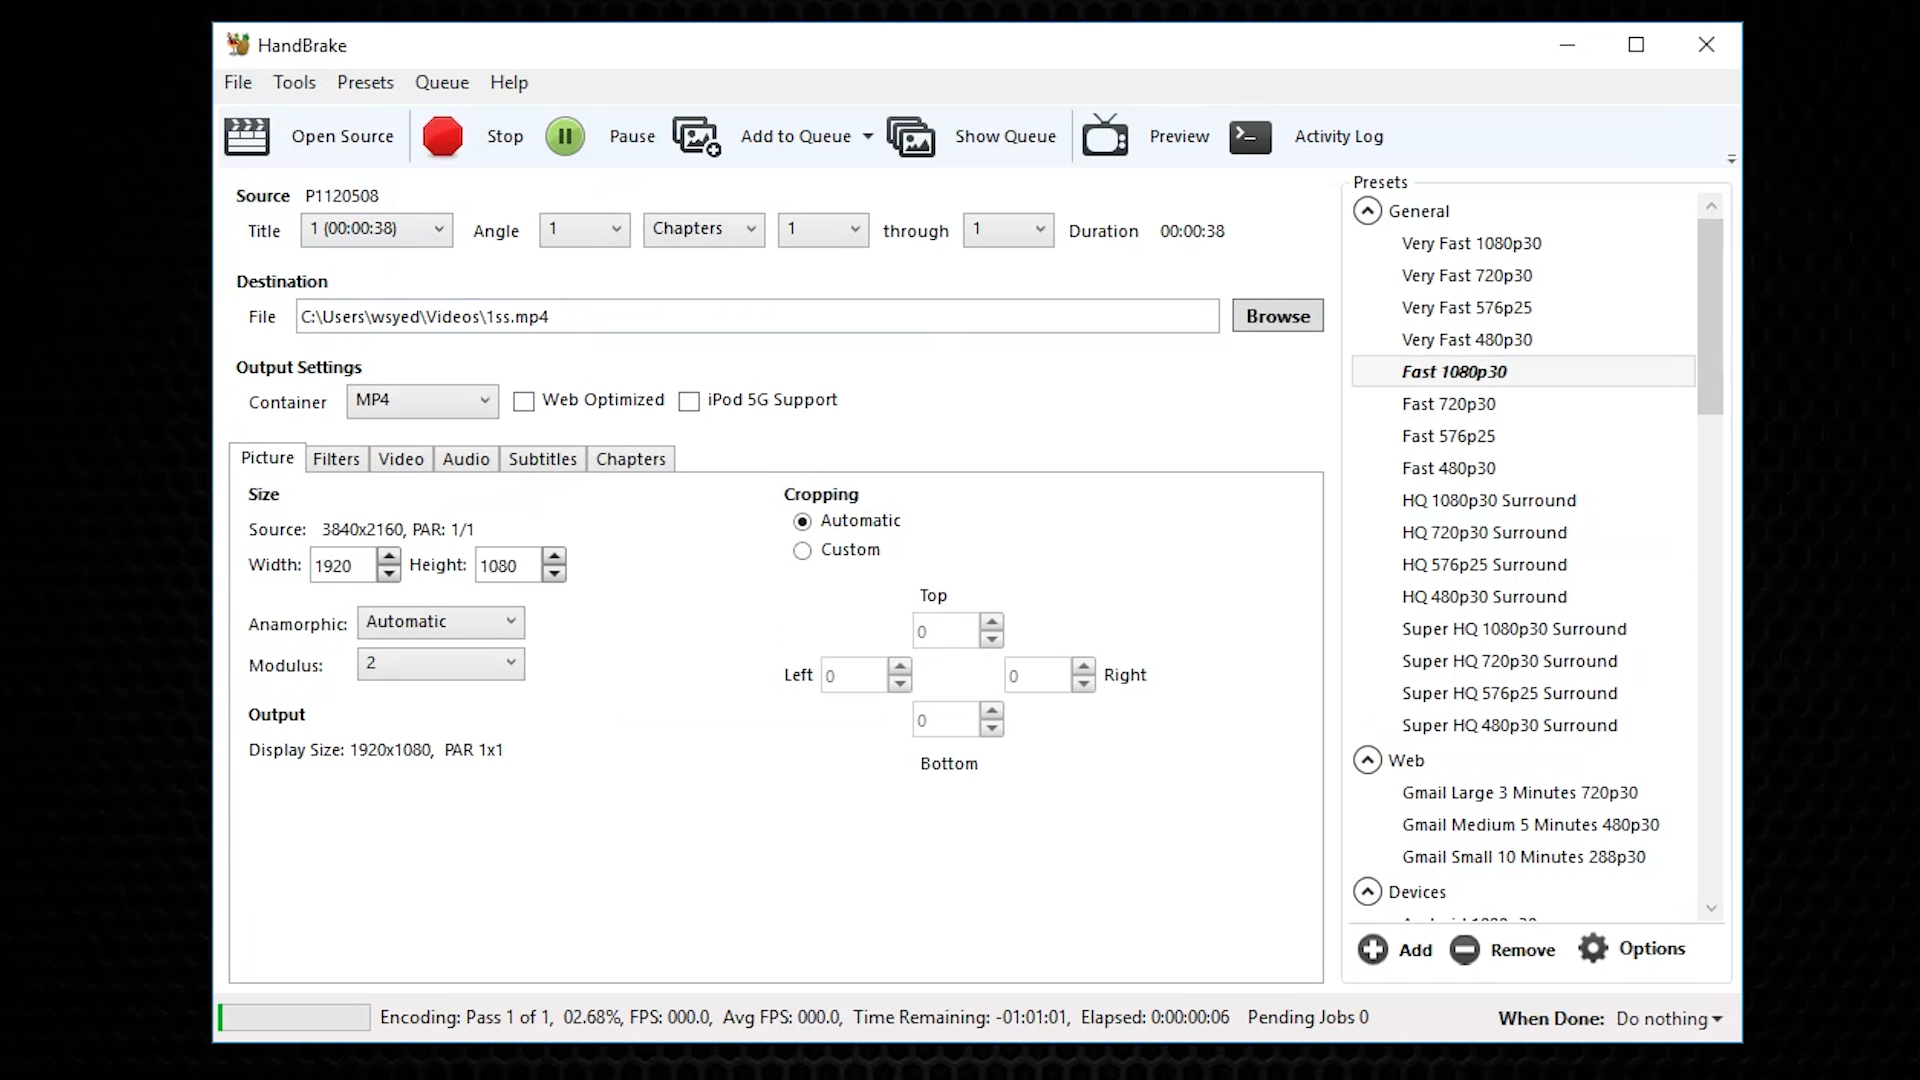 HandBrake
File Tools Presets Queue Help
Open Source Stop Pause Add to Queue Show Queue Preview Activity Log
Source P1120508
Title 1 (00:00:38) Angle 1 Chapters 1 through 1 Duration 00:00:38
Destination
File C:\Users\wsyed\Videos\1ss.mp4 Browse
Output Settings
Container MP4 Web Optimized iPod 5G Support
Picture Filters Video Audio Subtitles Chapters
Size
Source: 3840x2160, PAR: 1/1
Width: 1920 Height: 1080
Anamorphic: Automatic
Modulus: 2
Output
Display Size: 1920x1080, PAR 1x1
Cropping
Automatic
Custom
Top
0
Left 0 0 Right
0
Bottom
Presets
General
Very Fast 1080p30
Very Fast 720p30
Very Fast 576p25
Very Fast 480p30
Fast 1080p30
Fast 720p30
Fast 576p25
Fast 480p30
HQ 1080p30 Surround
HQ 720p30 Surround
HQ 576p25 Surround
HQ 480p30 Surround
Super HQ 1080p30 Surround
Super HQ 720p30 Surround
Super HQ 576p25 Surround
Super HQ 480p30 Surround
Web
Gmail Large 3 Minutes 720p30
Gmail Medium 5 Minutes 480p30
Gmail Small 10 Minutes 288p30
Devices
Add Remove Options
Encoding: Pass 1 of 1, 02.68%, FPS: 000.0, Avg FPS: 000.0, Time Remaining: -01:01:01, Elapsed: 0:00:00:06 Pending Jobs 0 When Done: Do nothing